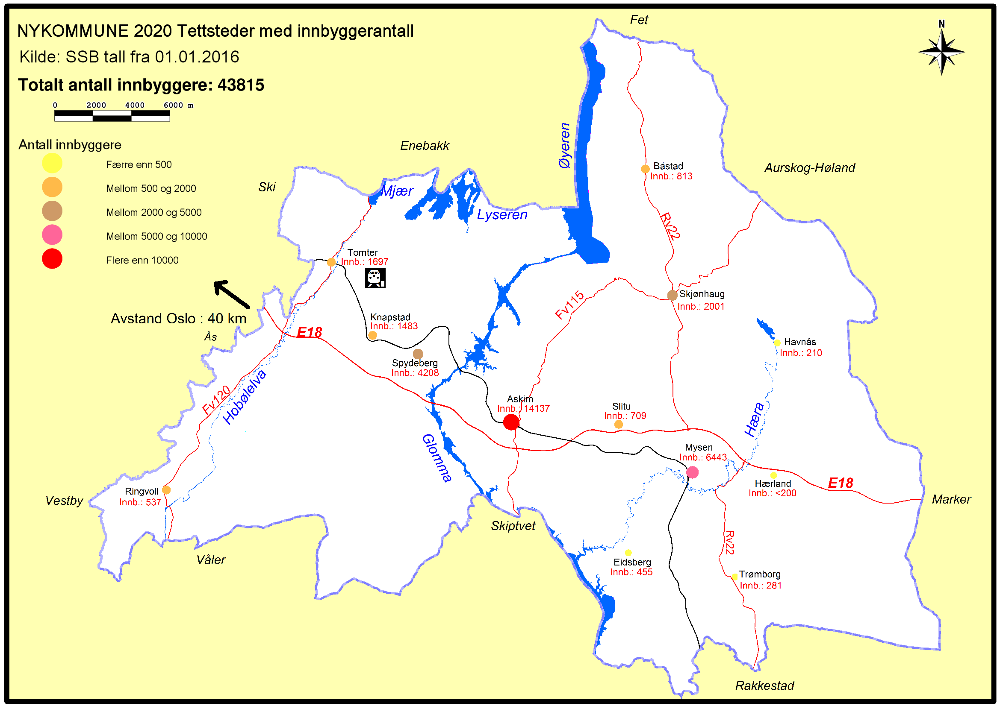 NYKOMMUNE 2020 Tettsteder med innbyggerantall
Kilde: SSB tall fra 01.01.2016
Totalt antall innbyggere: 43815
0 2000 4000 6000 m
Antall innbyggere
Færre enn 500
Mellom 500 og 2000
Mellom 2000 og 5000
Mellom 5000 og 10000
Flere enn 10000
Avstand Oslo : 40 km
N
Fet
Enebakk
Øyeren
Aurskog-Høland
Båstad
Innb.: 813
Ski
Mjær
Lyseren
Rv22
Tomter
Innb.: 1697
Skjønhaug
Innb.: 2001
Fv115
Knapstad
Innb.: 1483
E18
Ås
Havnås
Innb.: 210
Spydeberg
Innb.: 4208
Hobølelva
Fv120
Askim
Innb.: 14137
Slitu
Innb.: 709
Hæra
Glomma
Mysen
Innb.: 6443
Hærland
Innb.: <200
E18
Ringvoll
Innb.: 537
Vestby
Marker
Skiptvet
Rv22
Våler
Eidsberg
Innb.: 455
Trømborg
Innb.: 281
Rakkestad